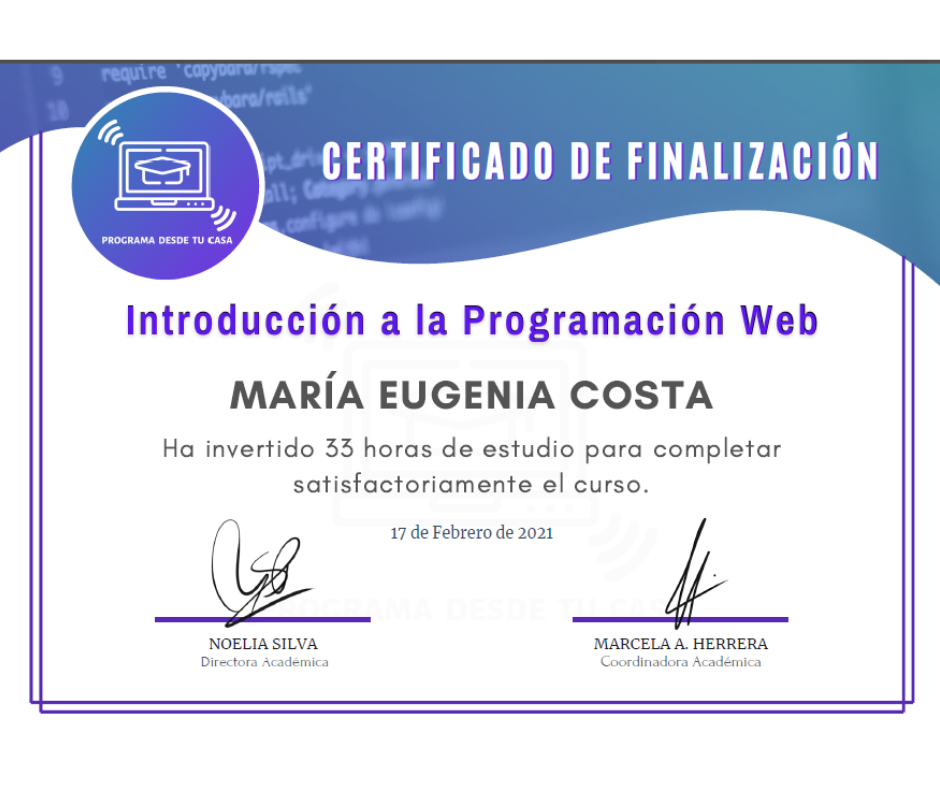 9 require 'capybara/rspec'
10
CERTIFICADO DE FINALIZACIÓN
PROGRAMA DESDE TU CASA
Introducción a la Programación Web
MARÍA EUGENIA COSTA
Ha invertido 33 horas de estudio para completar
satisfactoriamente el curso.
17 de Febrero de 2021
PROGRAMA DESDE TU CASA
NOELIA SILVA
Directora Académica
MARCELA A. HERRERA
Coordinadora Académica